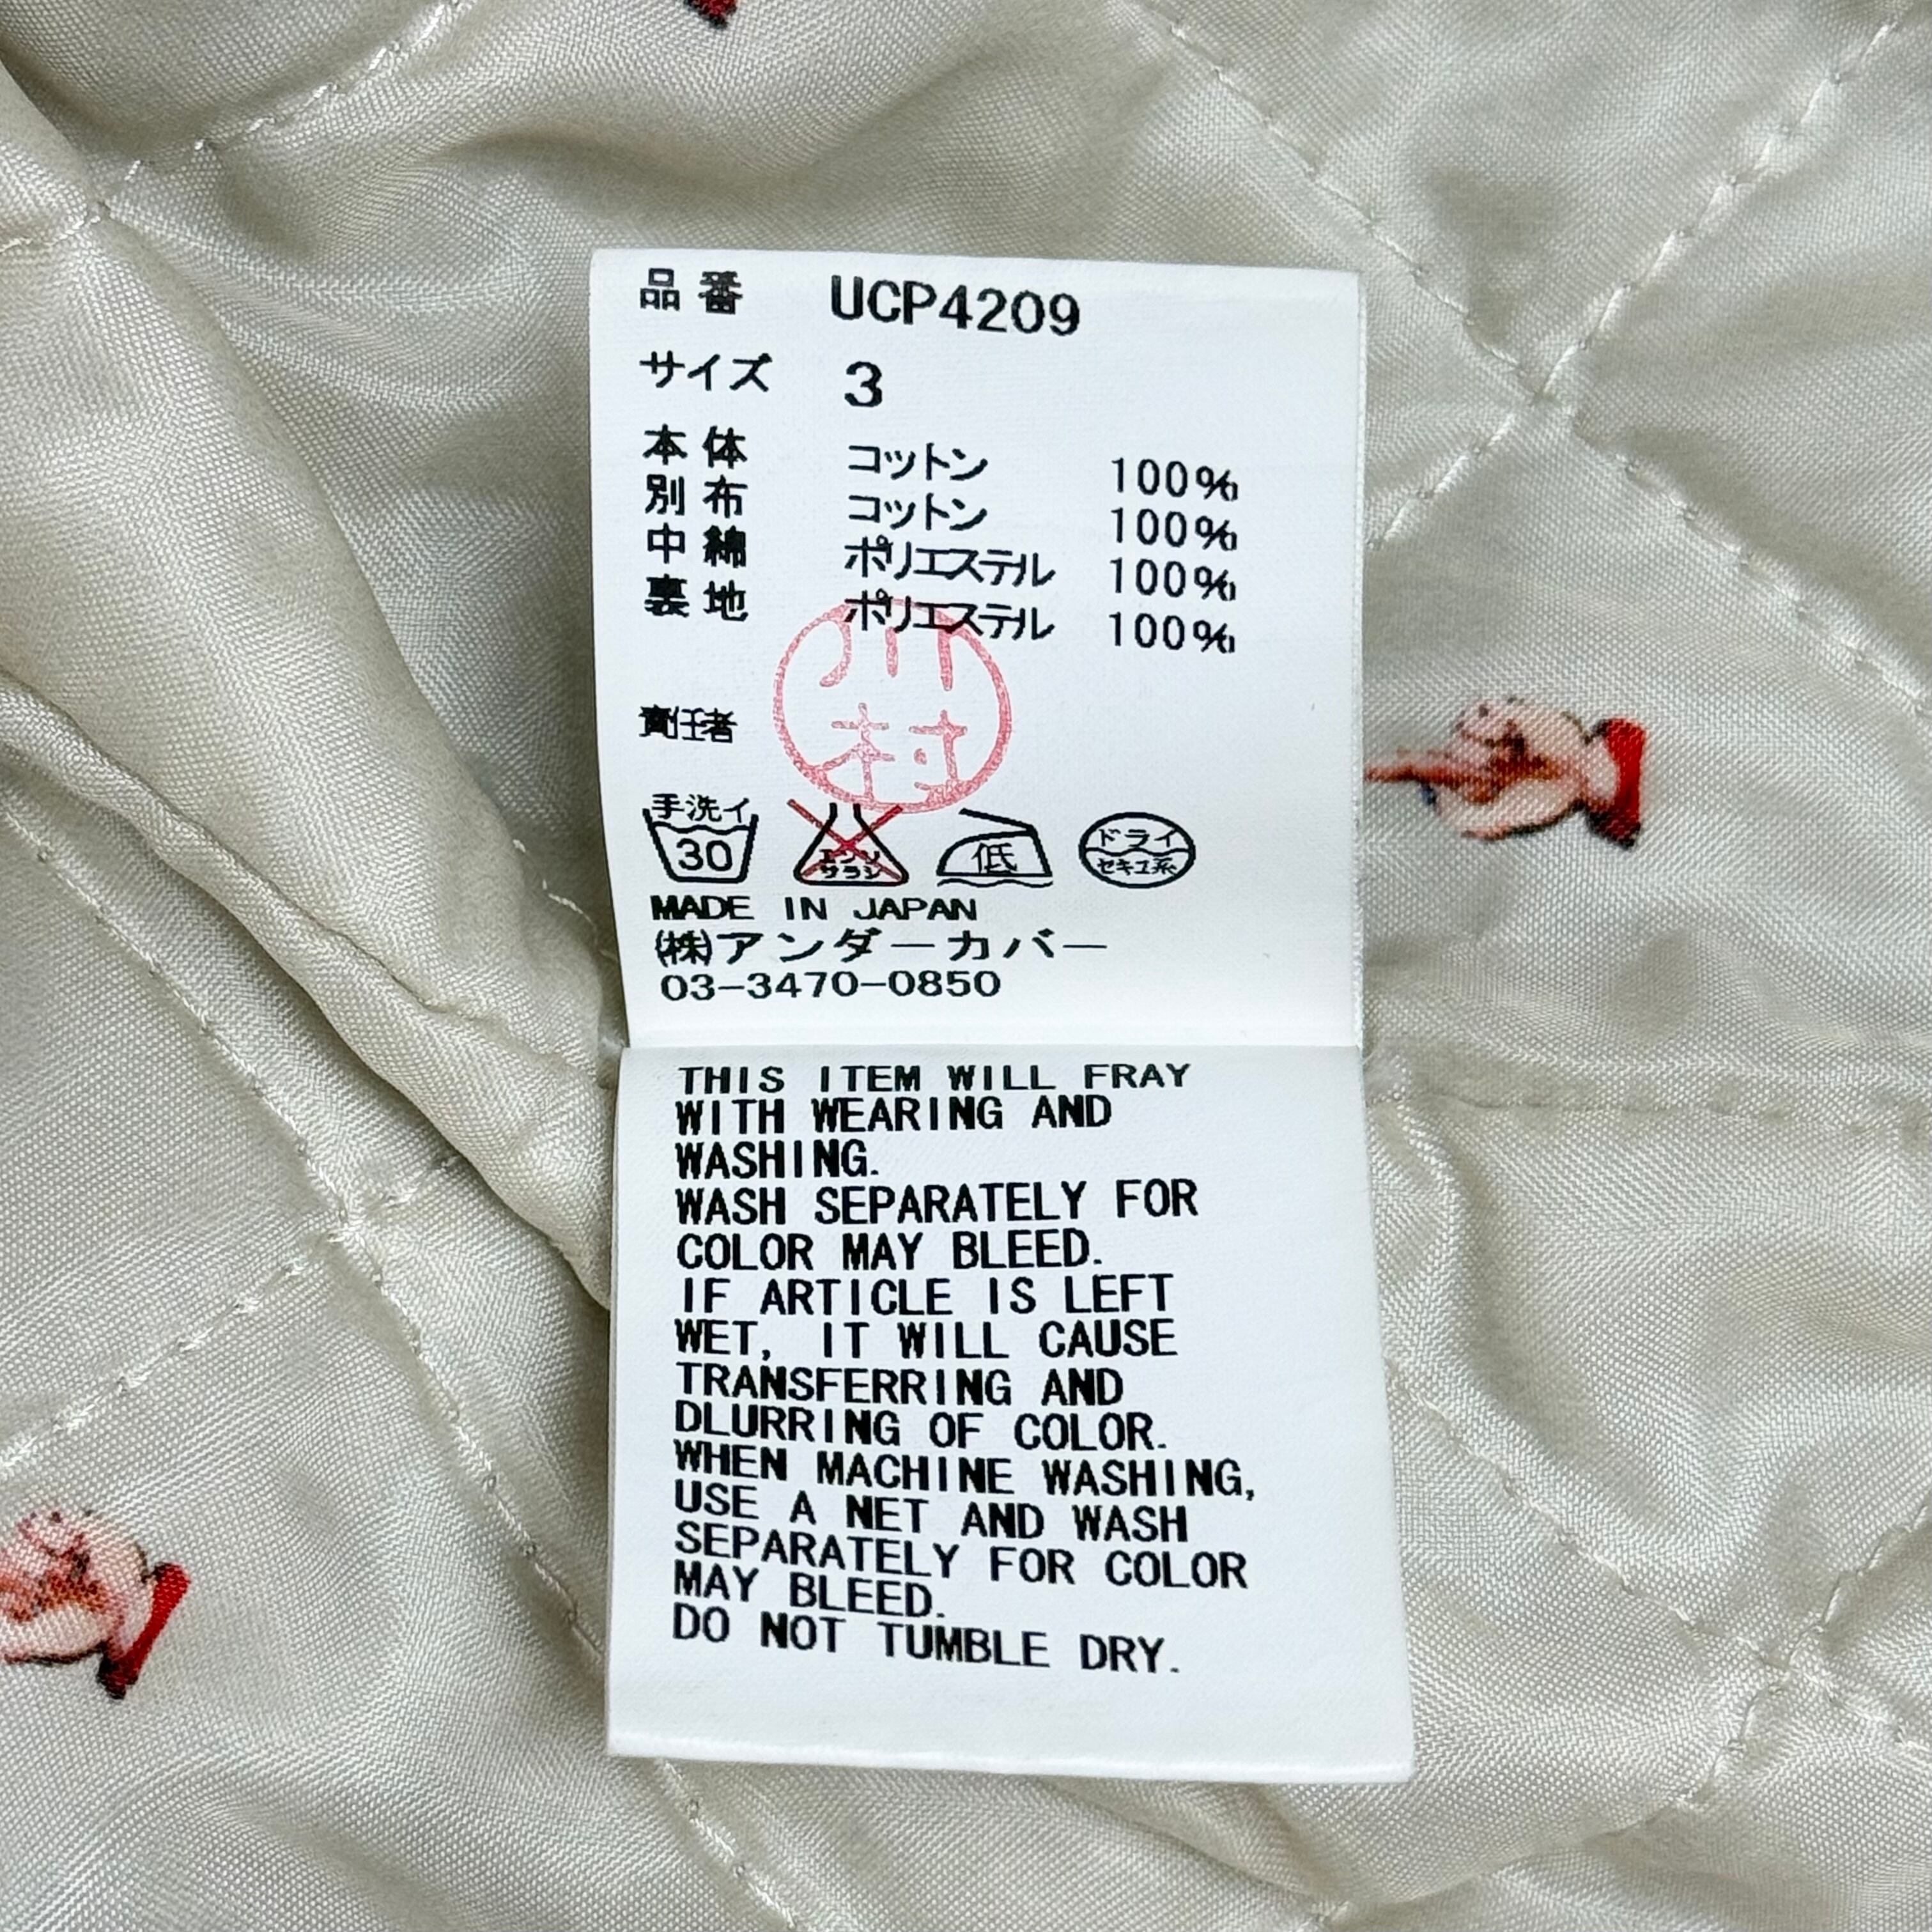 品番 UCP4209
サイズ 3
本体 コットン 100%
別布 コットン 100%
中綿 ポリエステル 100%
裏地 ポリエステル 100%
川村
責任者
手洗イ 30 エンソサラシ 低 ドライ セキユ系
MADE IN JAPAN
(株)アンダーカバー
03-3470-0850
THIS ITEM WILL FRAY
WITH WEARING AND
WASHING.
WASH SEPARATELY FOR
COLOR MAY BLEED.
IF ARTICLE IS LEFT
WET, IT WILL CAUSE
TRANSFERRING AND
DLURRING OF COLOR.
WHEN MACHINE WASHING,
USE A NET AND WASH
SEPARATELY FOR COLOR
MAY BLEED.
DO NOT TUMBLE DRY.